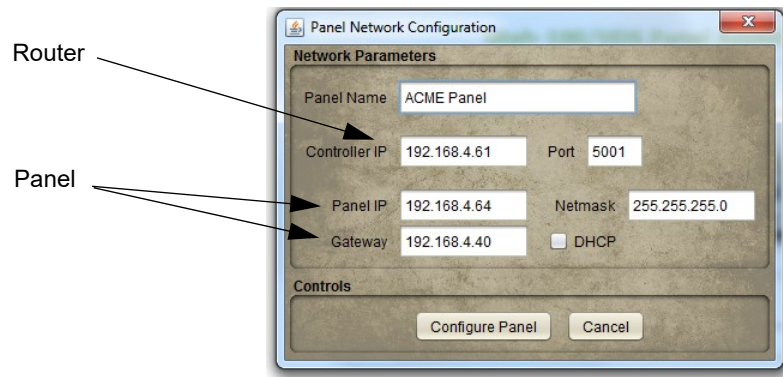 Panel Network Configuration
Network Parameters
Router
Panel Name ACME Panel
Controller IP 192.168.4.61 Port 5001
Panel
Panel IP 192.168.4.64 Netmask 255.255.255.0
Gateway 192.168.4.40 DHCP
Controls
Configure Panel Cancel